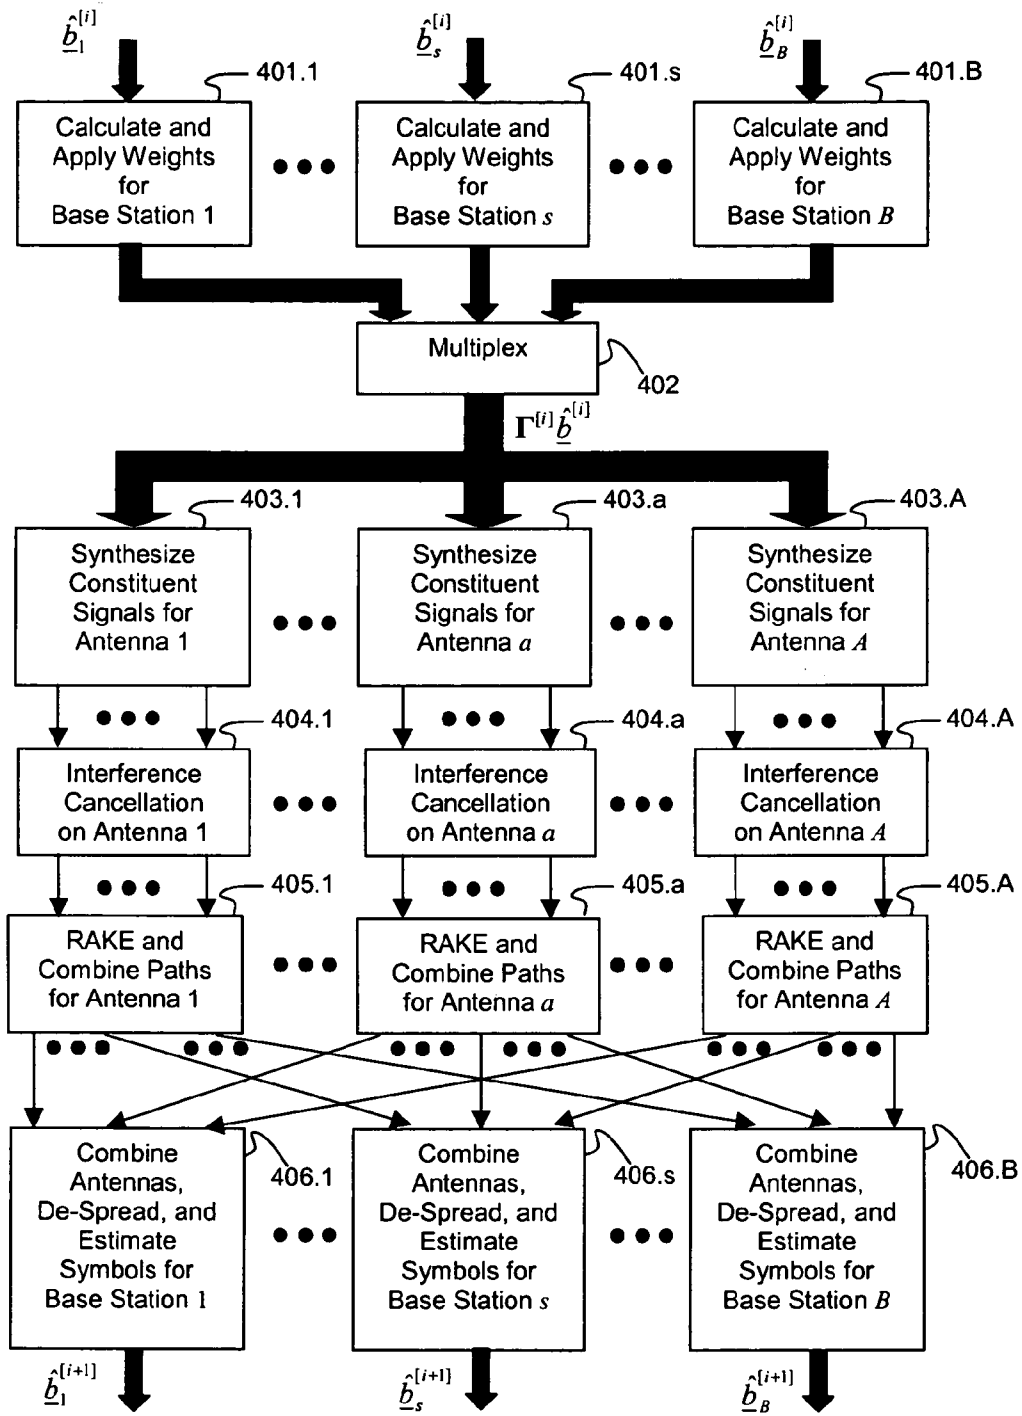 b̂₁^[i] b̂ₛ^[i] b̂_B^[i]
401.1 401.s 401.B
Calculate and Apply Weights for Base Station 1
Calculate and Apply Weights for Base Station s
Calculate and Apply Weights for Base Station B
Multiplex
402
Γ^[i] b̂^[i]
403.1 403.a 403.A
Synthesize Constituent Signals for Antenna 1
Synthesize Constituent Signals for Antenna a
Synthesize Constituent Signals for Antenna A
404.1 404.a 404.A
Interference Cancellation on Antenna 1
Interference Cancellation on Antenna a
Interference Cancellation on Antenna A
405.1 405.a 405.A
RAKE and Combine Paths for Antenna 1
RAKE and Combine Paths for Antenna a
RAKE and Combine Paths for Antenna A
Combine Antennas, De-Spread, and Estimate Symbols for Base Station 1
406.1
Combine Antennas, De-Spread, and Estimate Symbols for Base Station s
406.s
Combine Antennas, De-Spread, and Estimate Symbols for Base Station B
406.B
b̂₁^[i+1] b̂ₛ^[i+1] b̂_B^[i+1]